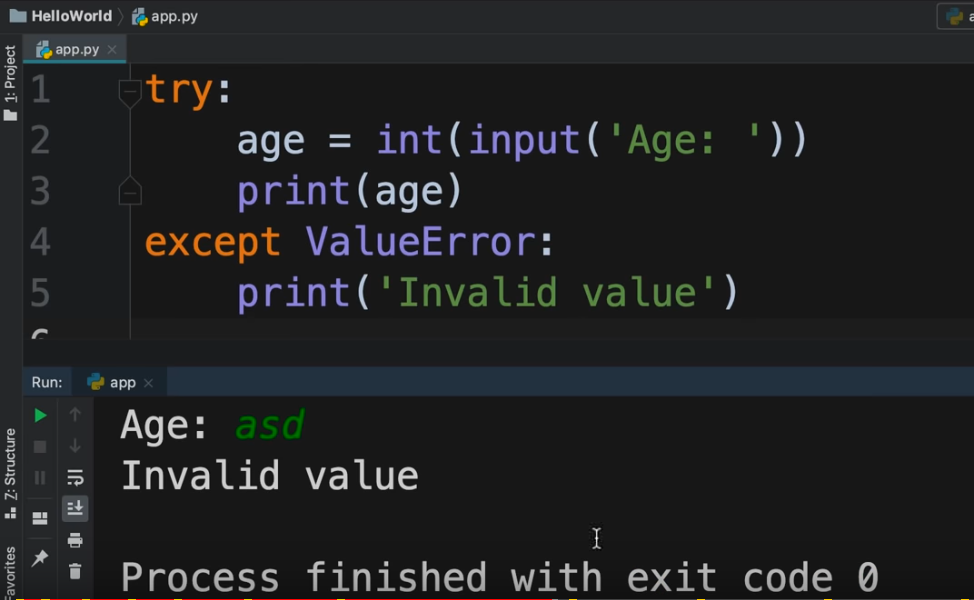 HelloWorld
app.py
app.py
1: Project
1 try:
2 age = int(input('Age: '))
3 print(age)
4 except ValueError:
5 print('Invalid value')
6
Run: app
Age: asd
Invalid value
Process finished with exit code 0
Z: Structure
Favorites